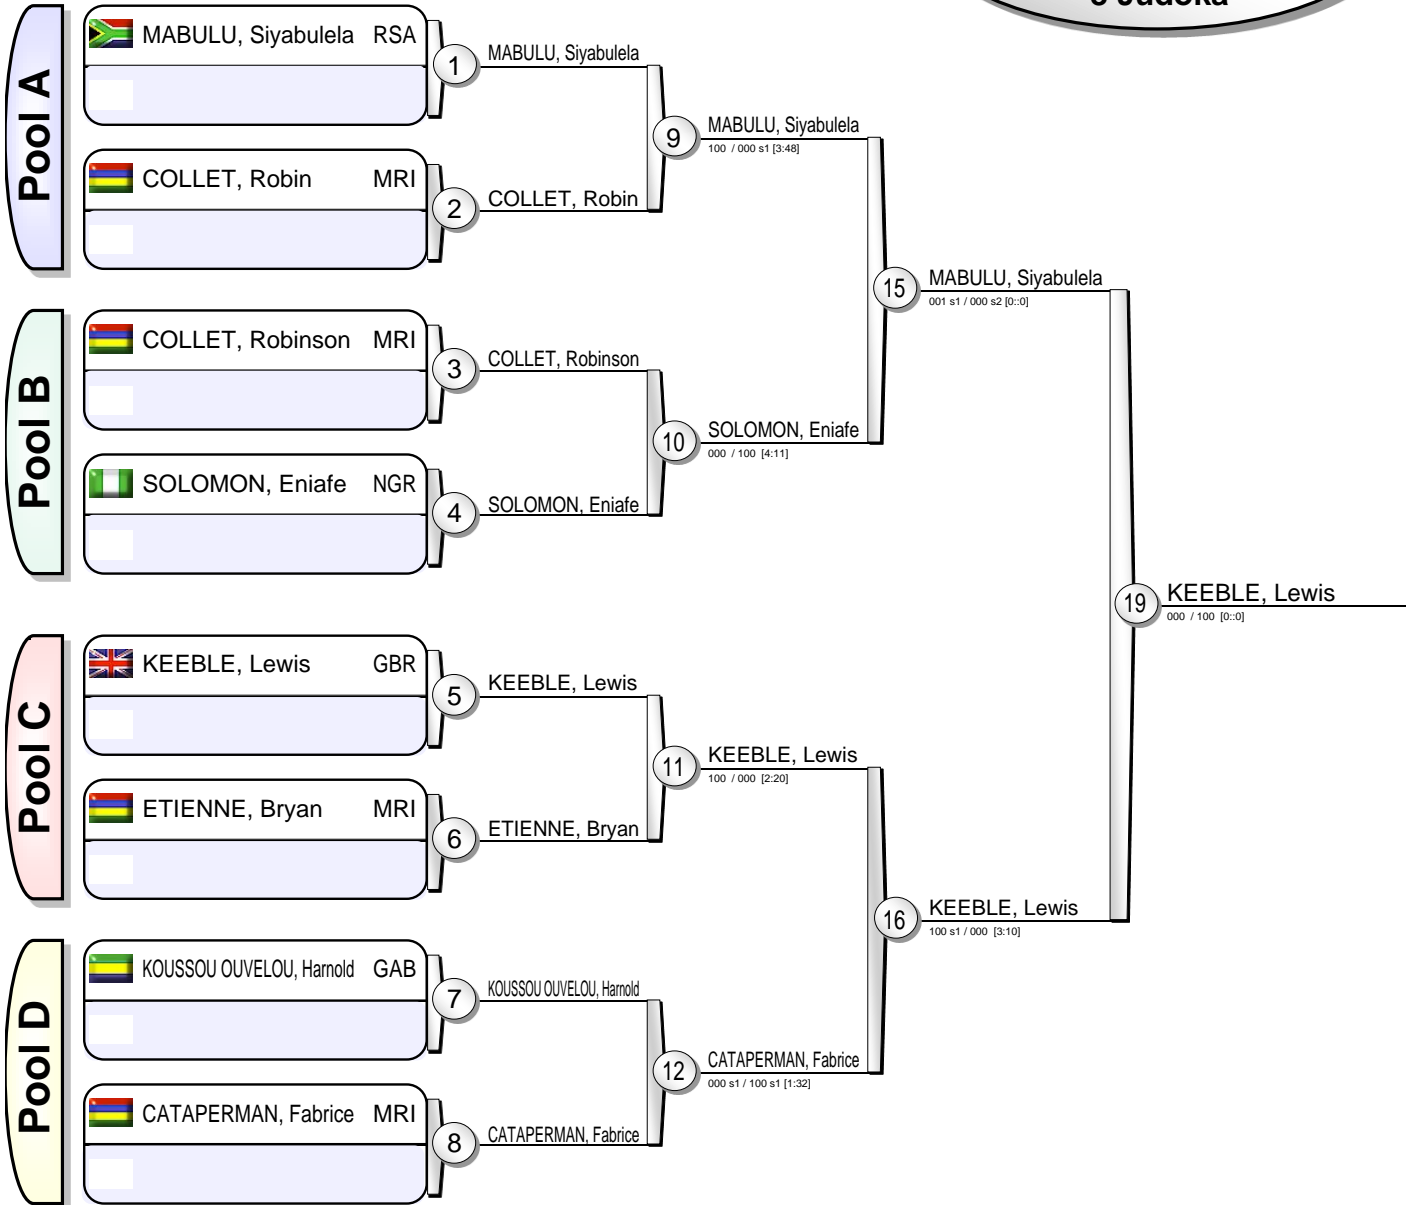 8 Judoka
Pool A
MABULU, Siyabulela RSA
1
MABULU, Siyabulela
COLLET, Robin MRI
2
COLLET, Robin
9
MABULU, Siyabulela
100 / 000 s1 [3:48]
Pool B
COLLET, Robinson MRI
3
COLLET, Robinson
SOLOMON, Eniafe NGR
4
SOLOMON, Eniafe
10
SOLOMON, Eniafe
000 / 100 [4:11]
15
MABULU, Siyabulela
001 s1 / 000 s2 [0::0]
Pool C
KEEBLE, Lewis GBR
5
KEEBLE, Lewis
ETIENNE, Bryan MRI
6
ETIENNE, Bryan
11
KEEBLE, Lewis
100 / 000 [2:20]
Pool D
KOUSSOU OUVELOU, Harnold GAB
7
KOUSSOU OUVELOU, Harnold
CATAPERMAN, Fabrice MRI
8
CATAPERMAN, Fabrice
12
CATAPERMAN, Fabrice
000 s1 / 100 s1 [1:32]
16
KEEBLE, Lewis
100 s1 / 000 [3:10]
19
KEEBLE, Lewis
000 / 100 [0::0]